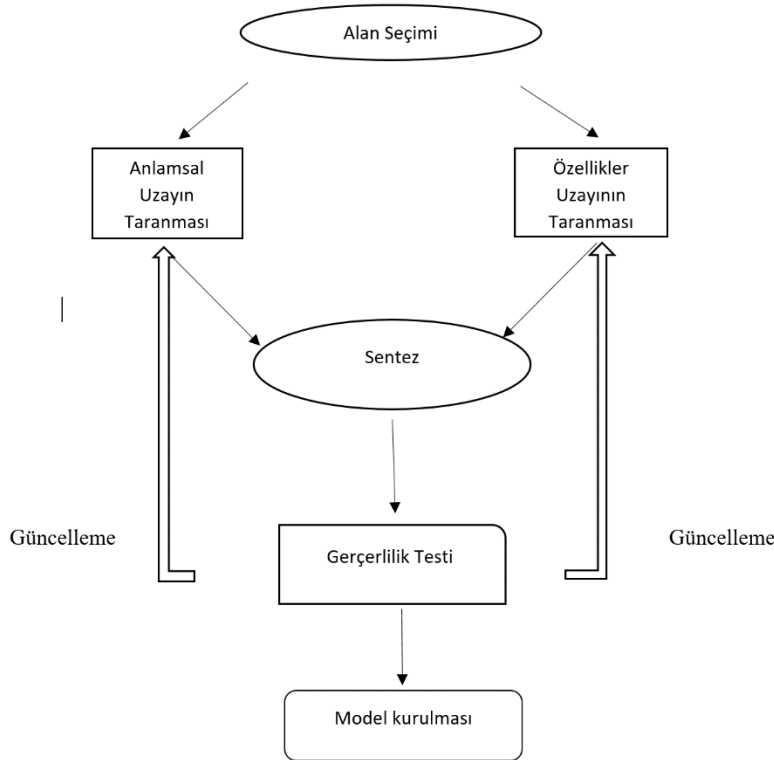 Alan Seçimi
Anlamsal
Uzayın
Taranması
Özellikler
Uzayının
Taranması
Sentez
Güncelleme
Gerçerlilik Testi
Güncelleme
Model kurulması